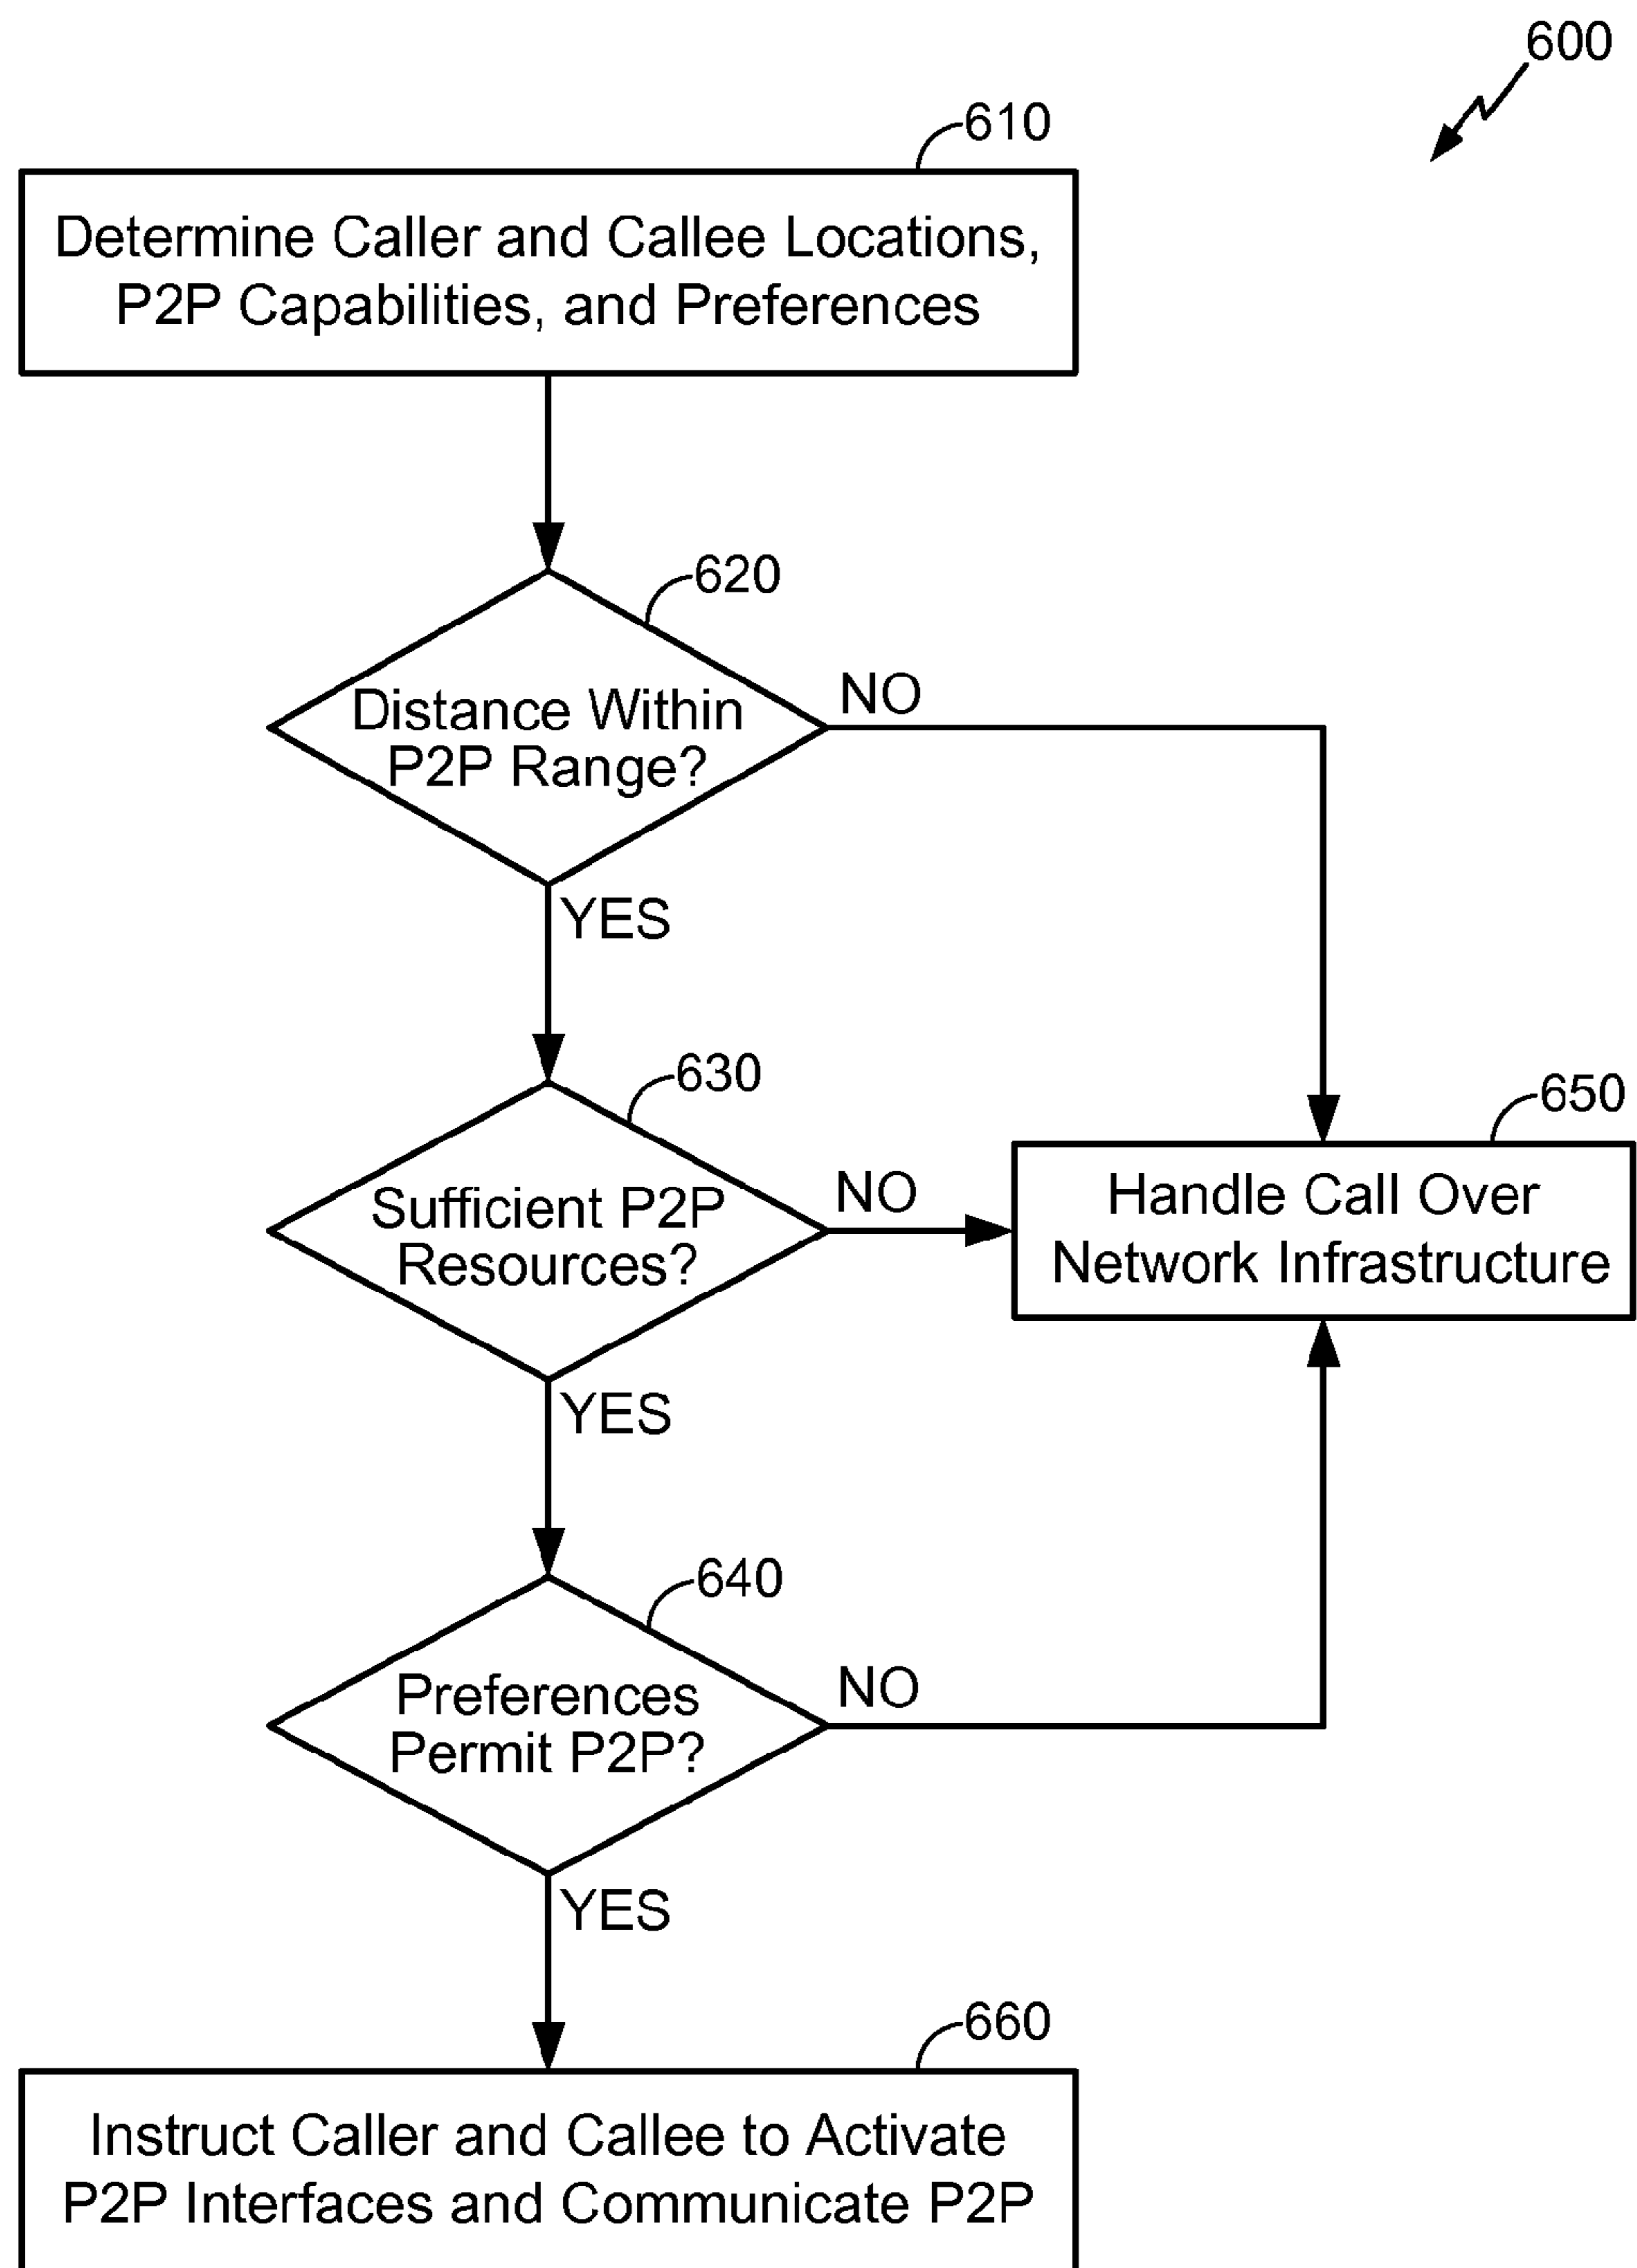 600
610
Determine Caller and Callee Locations,
P2P Capabilities, and Preferences
620
Distance Within
P2P Range?
NO
YES
630
Sufficient P2P
Resources?
NO
650
Handle Call Over
Network Infrastructure
YES
640
Preferences
Permit P2P?
NO
YES
660
Instruct Caller and Callee to Activate
P2P Interfaces and Communicate P2P